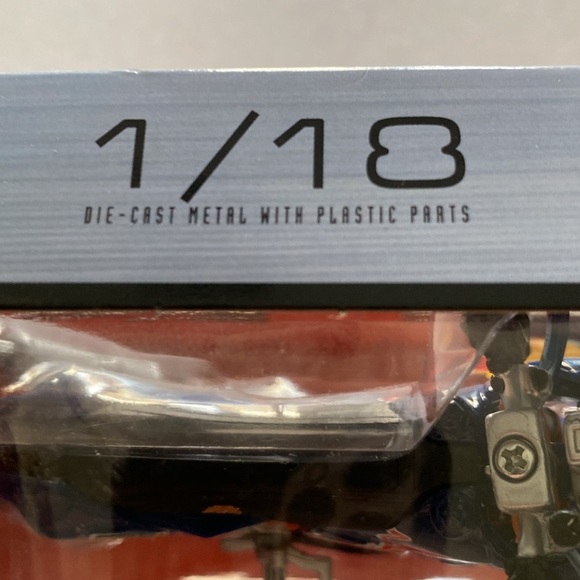 1/18
DIE-CAST METAL WITH PLASTIC PARTS